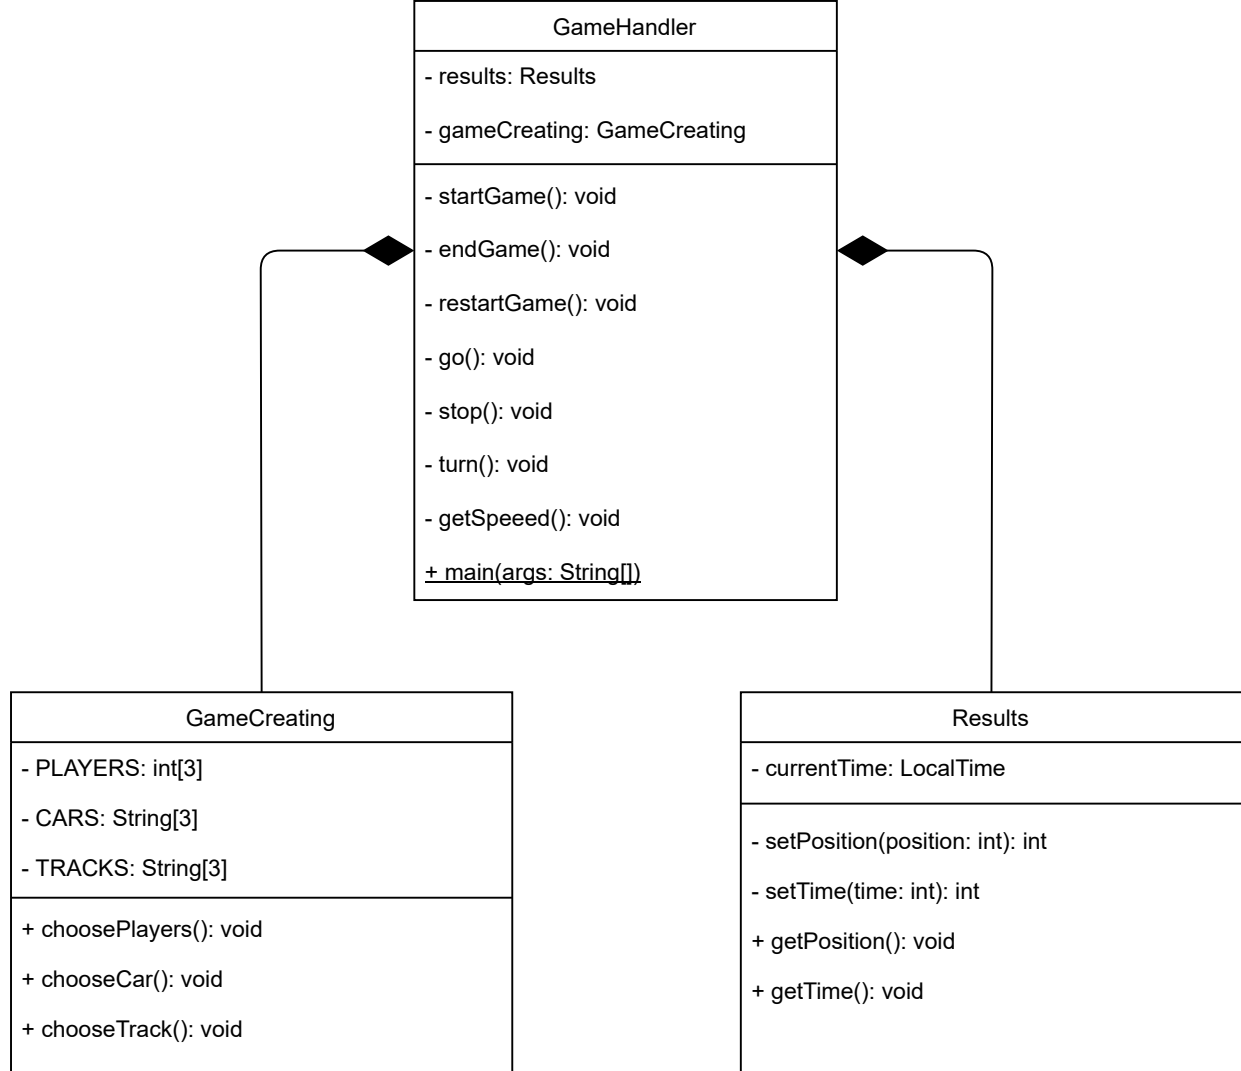 GameHandler
- results: Results
- gameCreating: GameCreating
- startGame(): void
- endGame(): void
- restartGame(): void
- go(): void
- stop(): void
- turn(): void
- getSpeeed(): void
+ main(args: String[])
GameCreating
- PLAYERS: int[3]
- CARS: String[3]
- TRACKS: String[3]
+ choosePlayers(): void
+ chooseCar(): void
+ chooseTrack(): void
Results
- currentTime: LocalTime
- setPosition(position: int): int
- setTime(time: int): int
+ getPosition(): void
+ getTime(): void